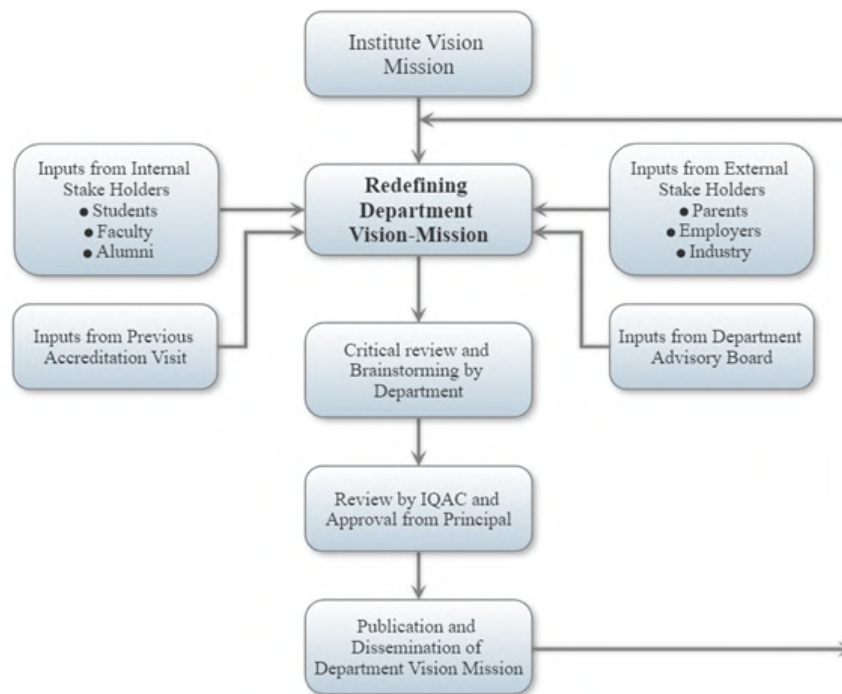 Institute Vision
Mission
Inputs from Internal
Stake Holders
● Students
● Faculty
● Alumni
Redefining
Department
Vision-Mission
Inputs from External
Stake Holders
● Parents
● Employers
● Industry
Inputs from Previous
Accreditation Visit
Critical review and
Brainstorming by
Department
Inputs from Department
Advisory Board
Review by IQAC and
Approval from Principal
Publication and
Dissemination of
Department Vision Mission